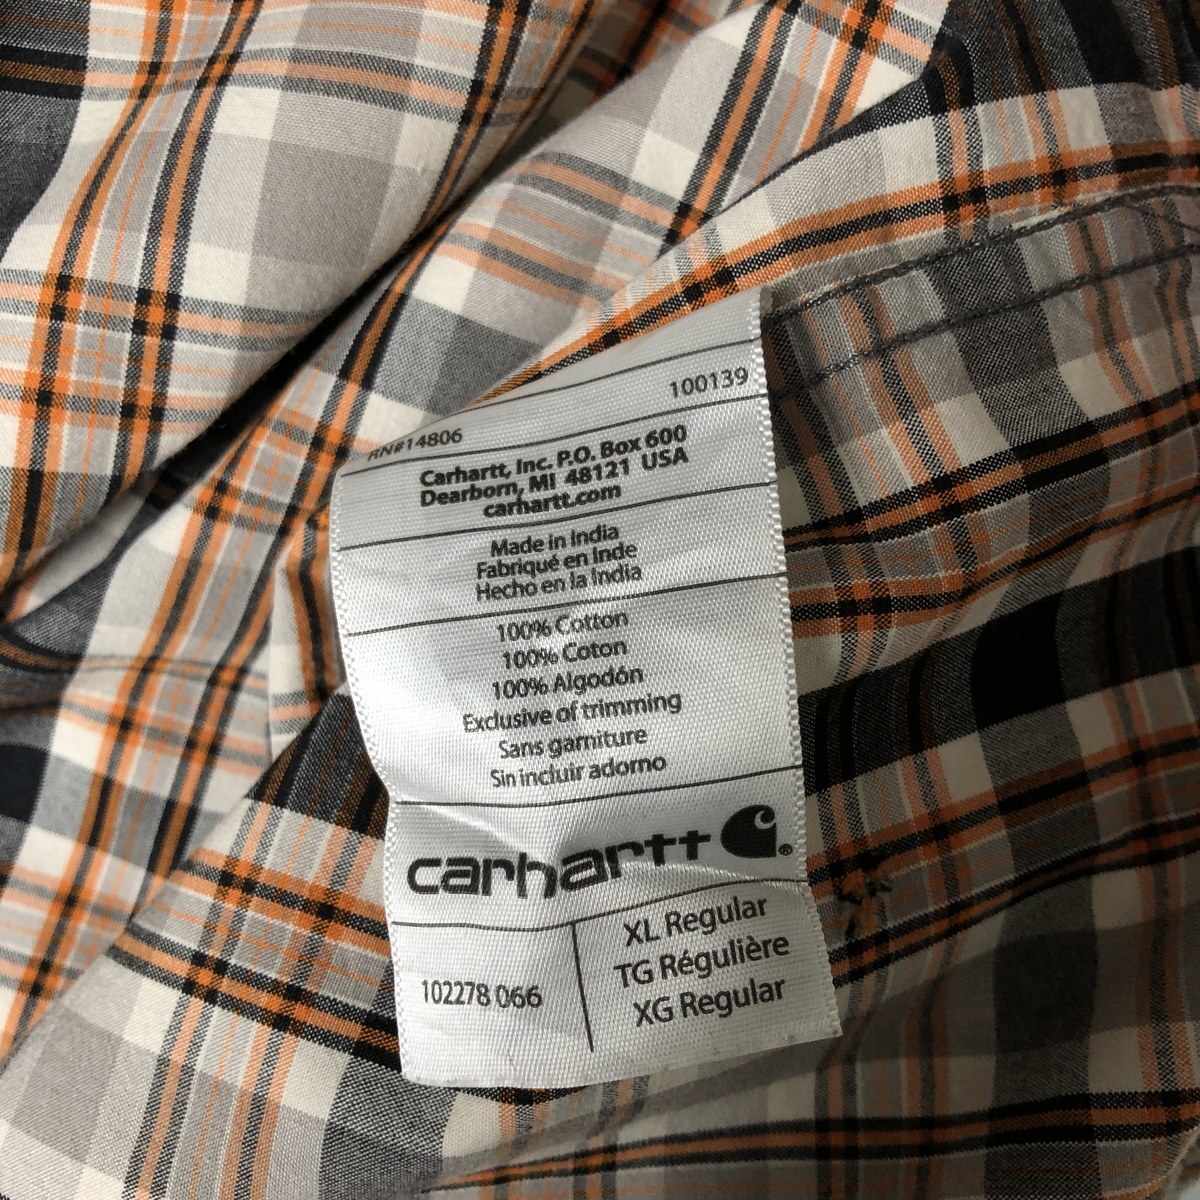 100139
RN#14806
Carhartt, Inc. P.O. Box 600
Dearborn, MI 48121 USA
carhartt.com
Made in India
Fabriqué en Inde
Hecho en la India
100% Cotton
100% Coton
100% Algodón
Exclusive of trimming
Sans garniture
Sin incluir adorno
carhartt
®
XL Regular
TG Régulière
XG Regular
102278 066